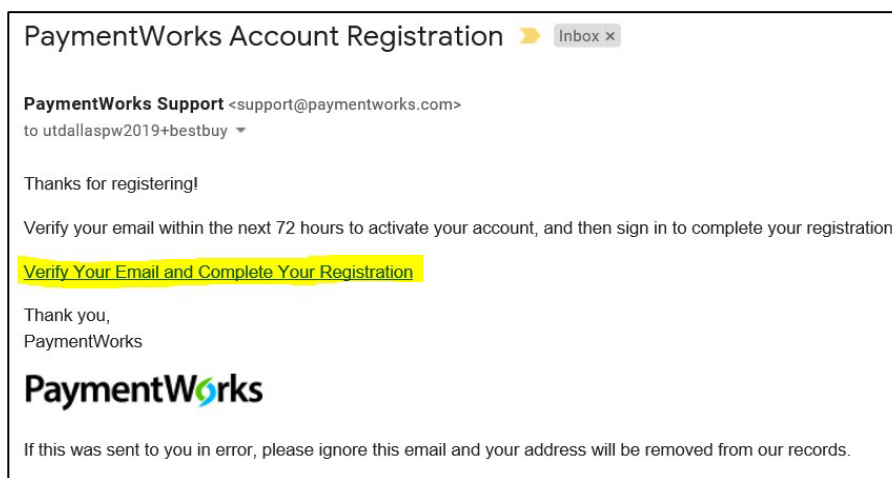 PaymentWorks Account Registration Inbox ×
PaymentWorks Support <support@paymentworks.com>
to utdallaspw2019+bestbuy
Thanks for registering!
Verify your email within the next 72 hours to activate your account, and then sign in to complete your registration
Verify Your Email and Complete Your Registration
Thank you,
PaymentWorks
PaymentWorks
If this was sent to you in error, please ignore this email and your address will be removed from our records.